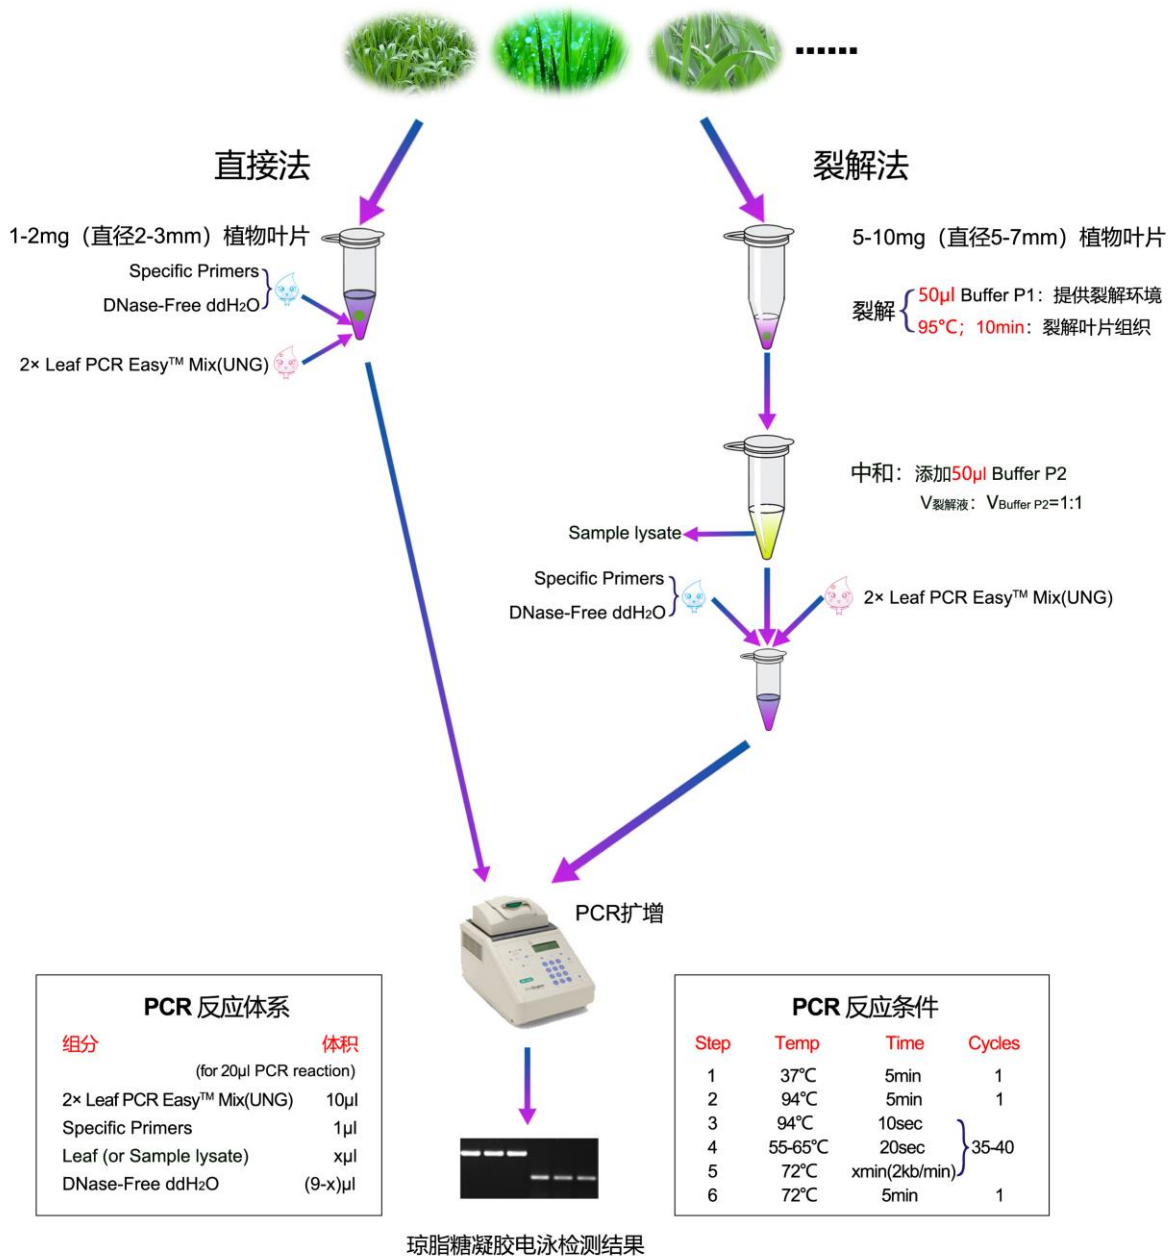 ......
直接法
裂解法
1-2mg（直径2-3mm）植物叶片
Specific Primers
DNase-Free ddH₂O
2× Leaf PCR Easy™ Mix(UNG)
5-10mg（直径5-7mm）植物叶片
裂解
50μl Buffer P1：提供裂解环境
95℃；10min：裂解叶片组织
中和：添加50μl Buffer P2
V裂解液：VBuffer P2=1:1
Sample lysate
Specific Primers
DNase-Free ddH₂O
2× Leaf PCR Easy™ Mix(UNG)
PCR扩增
PCR 反应体系
组分 体积
(for 20μl PCR reaction)
2× Leaf PCR Easy™ Mix(UNG) 10μl
Specific Primers 1μl
Leaf (or Sample lysate) xμl
DNase-Free ddH₂O (9-x)μl
PCR 反应条件
Step Temp Time Cycles
1 37℃ 5min 1
2 94℃ 5min 1
3 94℃ 10sec
4 55-65℃ 20sec 35-40
5 72℃ xmin(2kb/min)
6 72℃ 5min 1
琼脂糖凝胶电泳检测结果